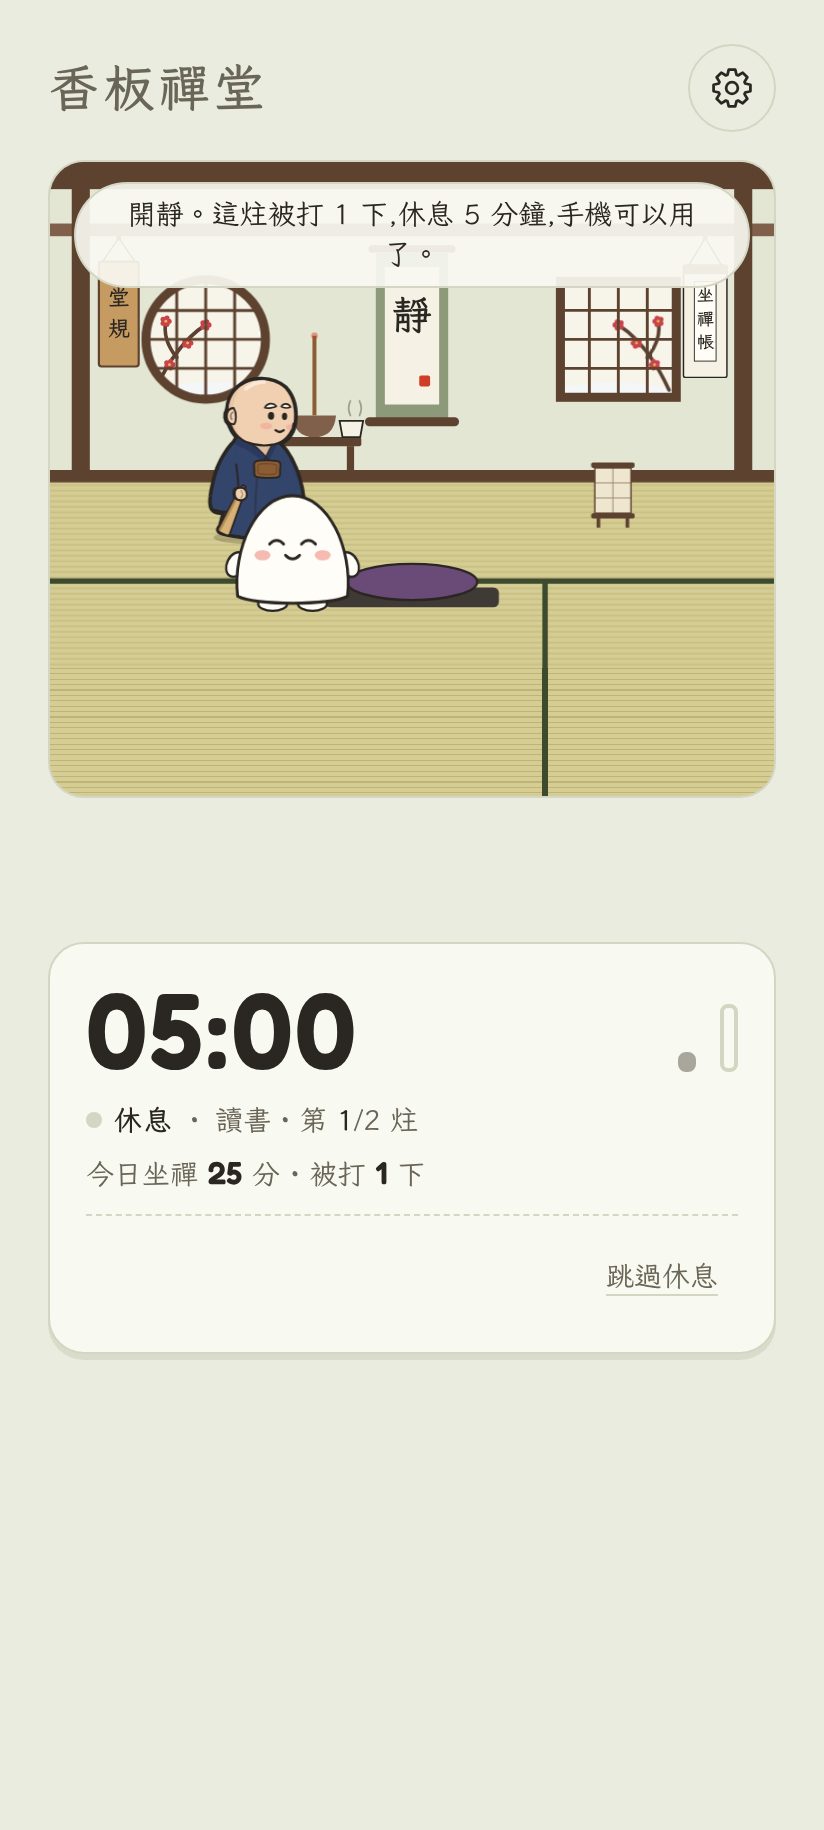 香板禪堂
開靜。這炷被打 1 下,休息 5 分鐘,手機可以用
了。
堂規
靜
坐禪帳
05:00
休息 · 讀書 · 第 1/2 炷
今日坐禪 25 分 · 被打 1 下
跳過休息